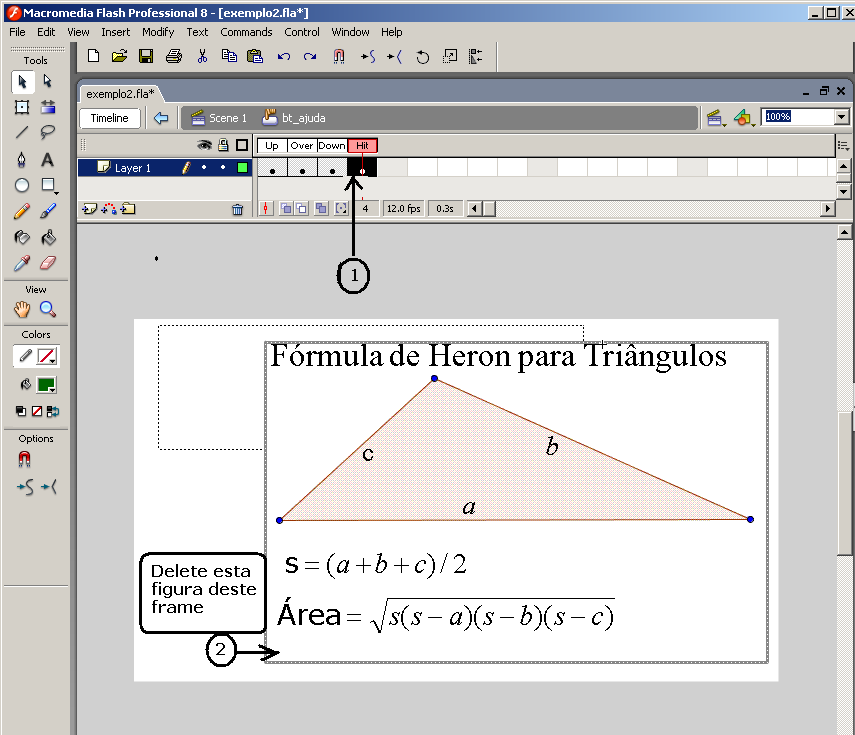 Macromedia Flash Professional 8 - [exemplo2.fla*]
File Edit View Insert Modify Text Commands Control Window Help
Tools
exemplo2.fla*
Timeline Scene 1 bt_ajuda 100%
Up Over Down Hit
Layer 1
4 12.0 fps 0.3s
1
View
Colors
Options
Fórmula de Heron para Triângulos
c
b
a
s = (a + b + c) / 2
Área = √s(s − a)(s − b)(s − c)
Delete esta
figura deste
frame
2